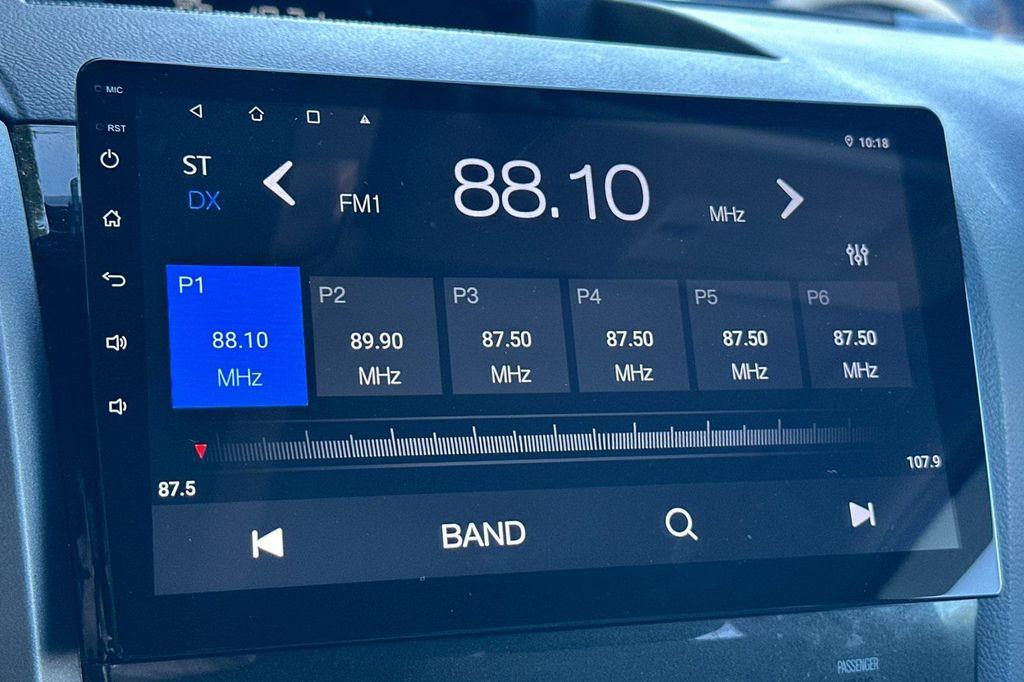 MIC
RST
10:18
ST
DX
FM1
88.10
MHz
P1
88.10
MHz
P2
89.90
MHz
P3
87.50
MHz
P4
87.50
MHz
P5
87.50
MHz
P6
87.50
MHz
87.5
107.9
BAND
PASSENGER